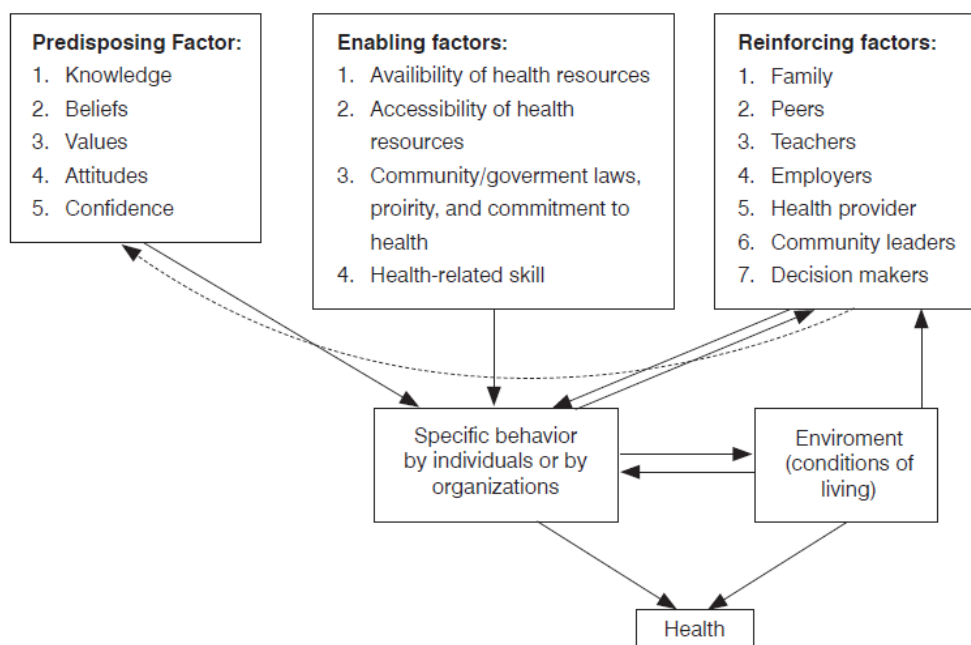 Predisposing Factor:
1. Knowledge
2. Beliefs
3. Values
4. Attitudes
5. Confidence
Enabling factors:
1. Availibility of health resources
2. Accessibility of health
resources
3. Community/goverment laws,
proirity, and commitment to
health
4. Health-related skill
Reinforcing factors:
1. Family
2. Peers
3. Teachers
4. Employers
5. Health provider
6. Community leaders
7. Decision makers
Specific behavior
by individuals or by
organizations
Enviroment
(conditions of
living)
Health